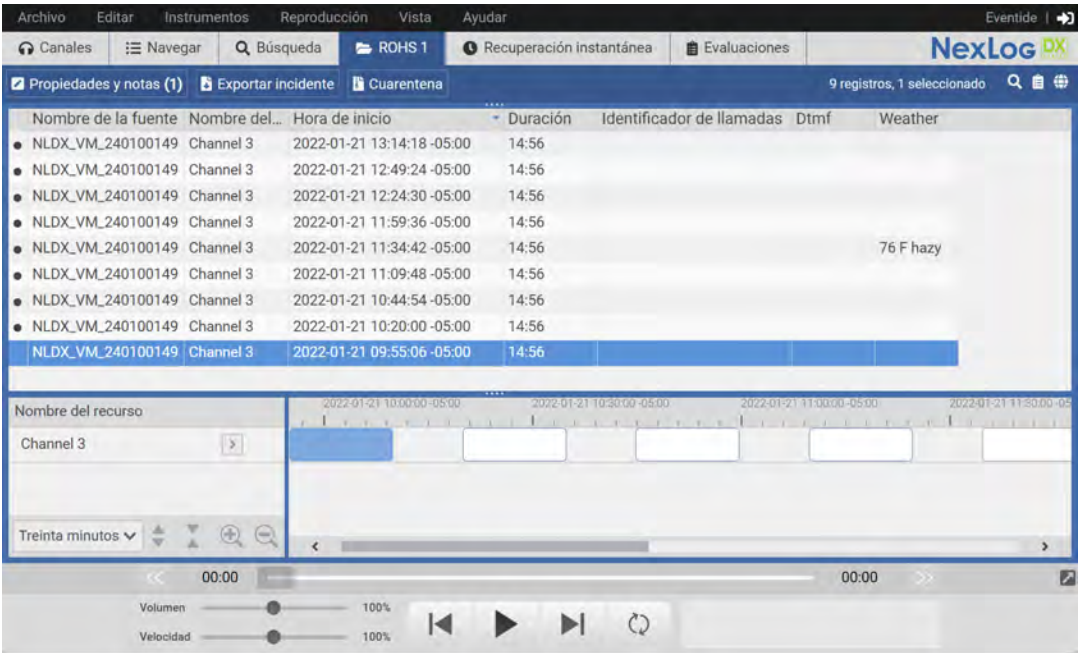 Archivo Editar Instrumentos Reproducción Vista Ayudar Eventide |
Canales Navegar Búsqueda ROHS 1 Recuperación instantánea Evaluaciones NexLog DX
Propiedades y notas (1) Exportar incidente Cuarentena 9 registros, 1 seleccionado
Nombre de la fuente Nombre del... Hora de inicio Duración Identificador de llamadas Dtmf Weather
NLDX_VM_240100149 Channel 3 2022-01-21 13:14:18 -05:00 14:56
NLDX_VM_240100149 Channel 3 2022-01-21 12:49:24 -05:00 14:56
NLDX_VM_240100149 Channel 3 2022-01-21 12:24:30 -05:00 14:56
NLDX_VM_240100149 Channel 3 2022-01-21 11:59:36 -05:00 14:56
NLDX_VM_240100149 Channel 3 2022-01-21 11:34:42 -05:00 14:56 76 F hazy
NLDX_VM_240100149 Channel 3 2022-01-21 11:09:48 -05:00 14:56
NLDX_VM_240100149 Channel 3 2022-01-21 10:44:54 -05:00 14:56
NLDX_VM_240100149 Channel 3 2022-01-21 10:20:00 -05:00 14:56
NLDX_VM_240100149 Channel 3 2022-01-21 09:55:06 -05:00 14:56
Nombre del recurso 2022-01-21 10:00:00 -05:00 2022-01-21 10:30:00 -05:00 2022-01-21 11:00:00 -05:00 2022-01-21 11:30:00 -05
Channel 3
Treinta minutos
00:00 00:00
Volumen 100%
Velocidad 100%